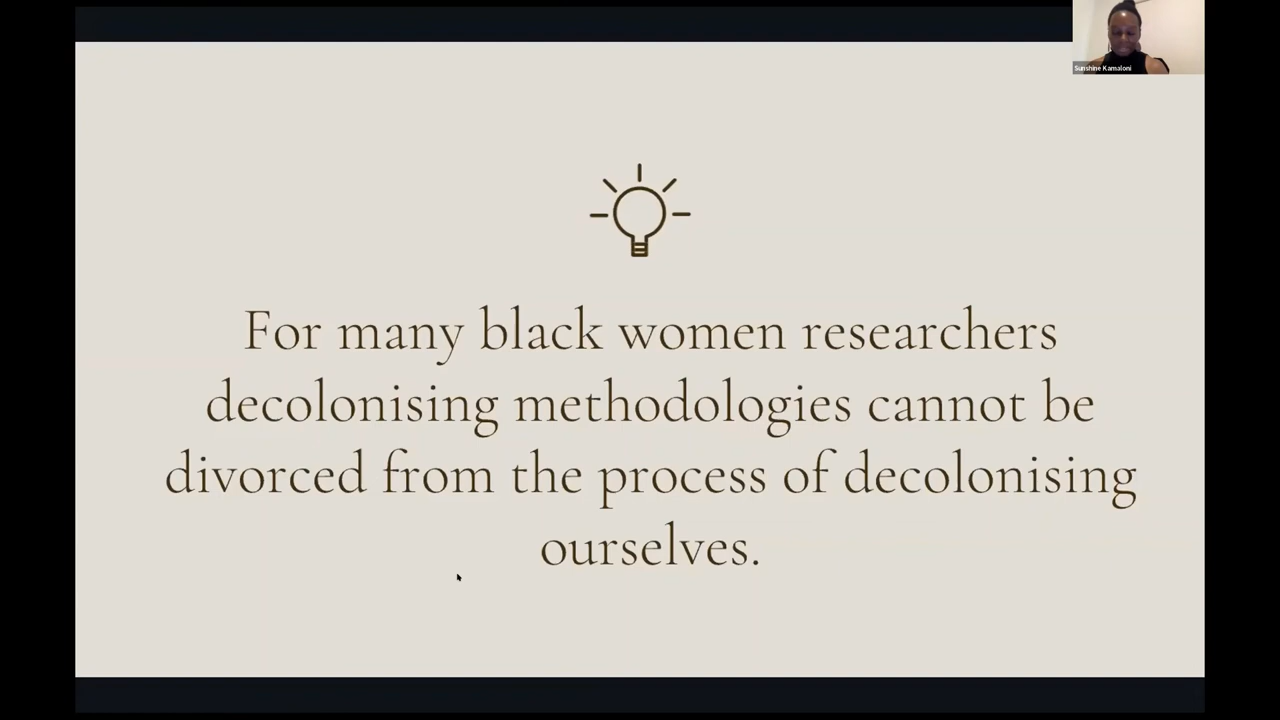 Sunshine Kamaloni
For many black women researchers
decolonising methodologies cannot be
divorced from the process of decolonising
ourselves.